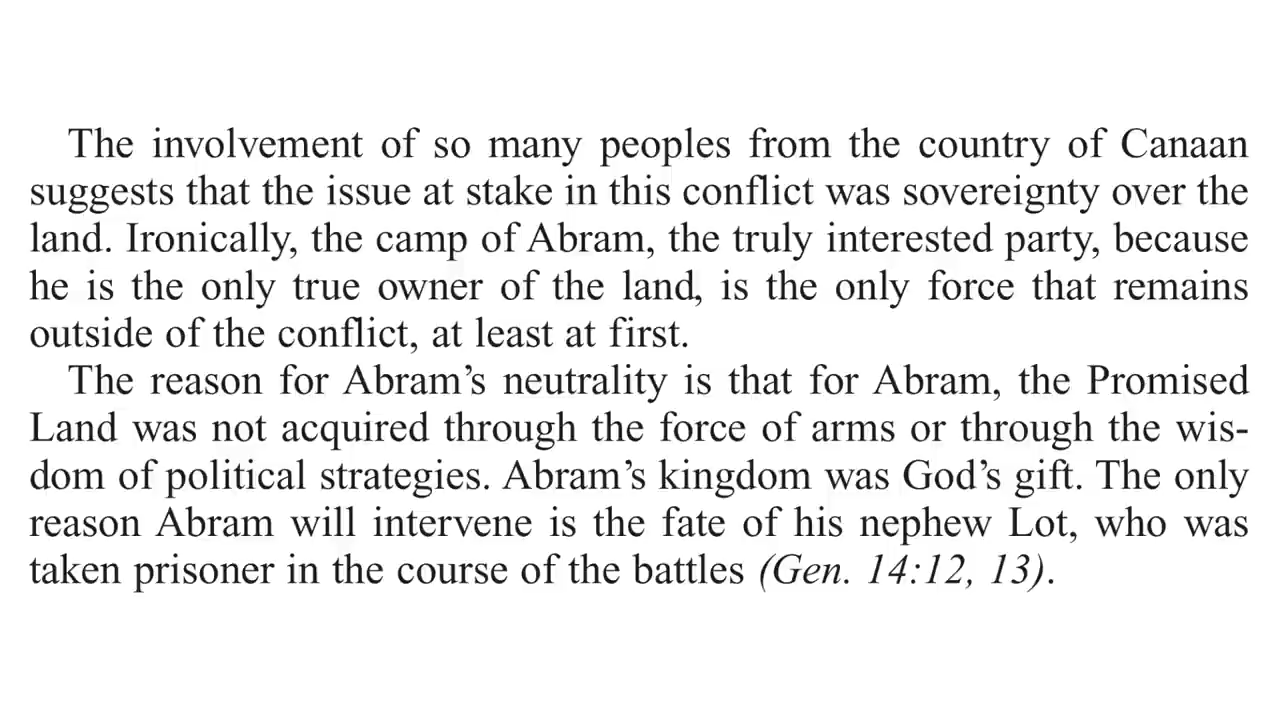 The involvement of so many peoples from the country of Canaan
suggests that the issue at stake in this conflict was sovereignty over the
land. Ironically, the camp of Abram, the truly interested party, because
he is the only true owner of the land, is the only force that remains
outside of the conflict, at least at first.
The reason for Abram’s neutrality is that for Abram, the Promised
Land was not acquired through the force of arms or through the wis-
dom of political strategies. Abram’s kingdom was God’s gift. The only
reason Abram will intervene is the fate of his nephew Lot, who was
taken prisoner in the course of the battles (Gen. 14:12, 13).